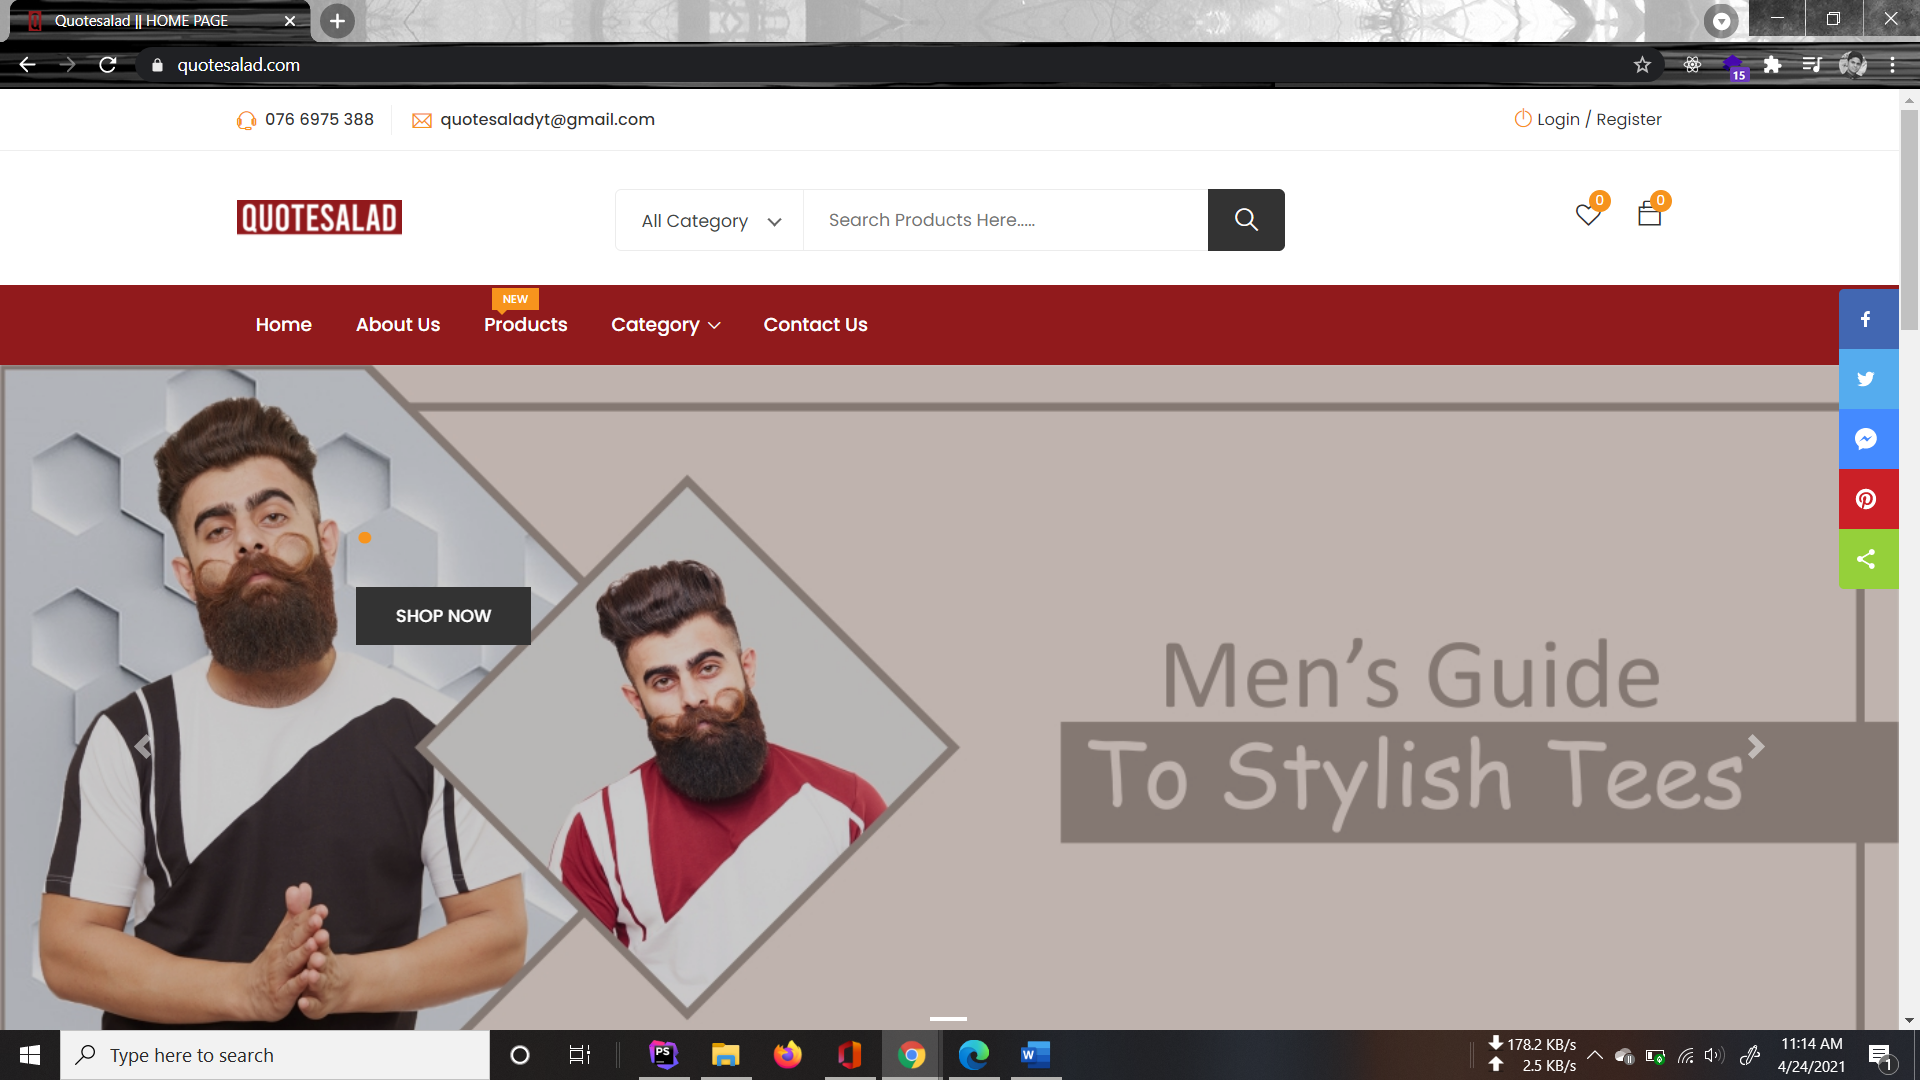 Quotesalad || HOME PAGE
quotesalad.com
15
076 6975 388
quotesaladyt@gmail.com
Login / Register
QUOTESALAD
All Category
Search Products Here.....
0
0
NEW
Home
About Us
Products
Category
Contact Us
SHOP NOW
Men's Guide
To Stylish Tees
Type here to search
PS
W
178.2 KB/s
2.5 KB/s
11:14 AM
4/24/2021
1